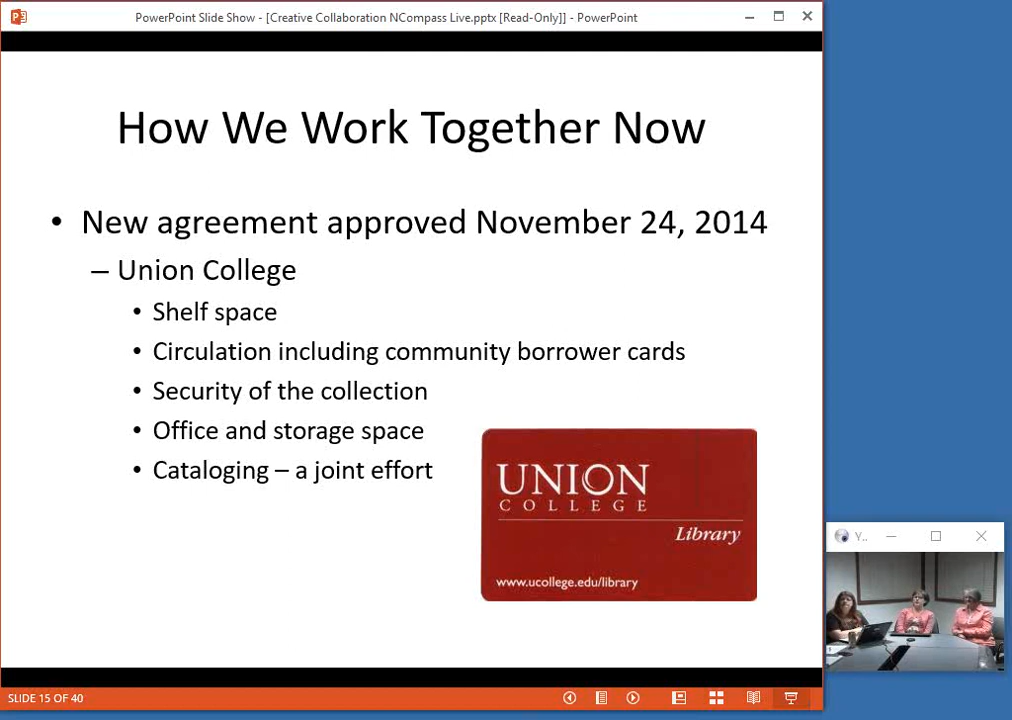 PowerPoint Slide Show - [Creative Collaboration NCompass Live.pptx [Read-Only]] - PowerPoint
How We Work Together Now
• New agreement approved November 24, 2014
– Union College
• Shelf space
• Circulation including community borrower cards
• Security of the collection
• Office and storage space
• Cataloging – a joint effort
UNION
COLLEGE
Library
www.ucollege.edu/library
Y..
SLIDE 15 OF 40